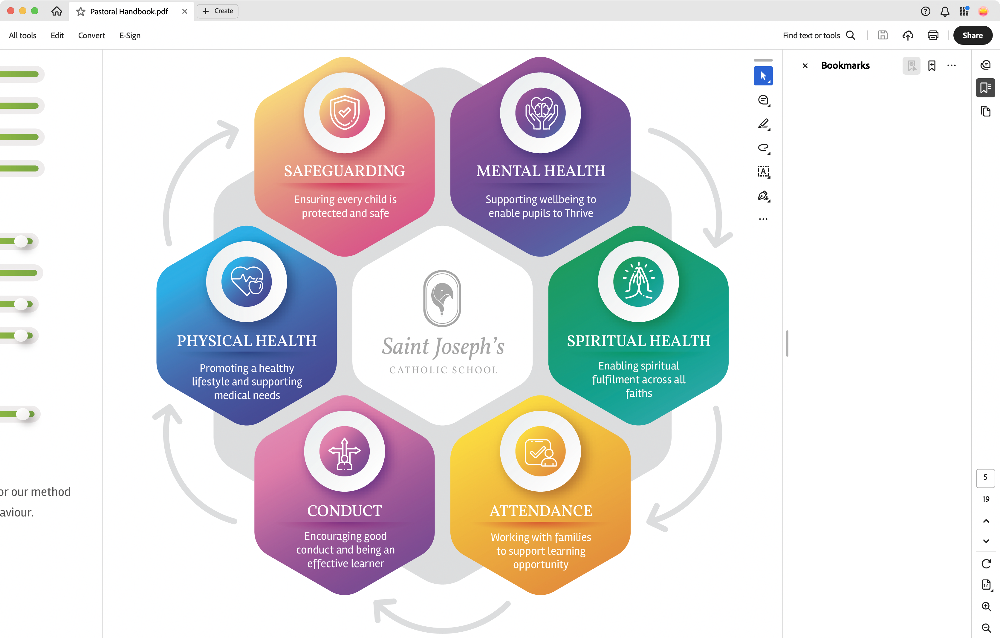 Pastoral Handbook.pdf
Create
All tools
Edit
Convert
E-Sign
Find text or tools
Share
Bookmarks
SAFEGUARDING
Ensuring every child is
protected and safe
MENTAL HEALTH
Supporting wellbeing to
enable pupils to Thrive
PHYSICAL HEALTH
Promoting a healthy
lifestyle and supporting
medical needs
Saint Joseph's
CATHOLIC SCHOOL
SPIRITUAL HEALTH
Enabling spiritual
fulfilment across all
faiths
CONDUCT
Encouraging good
conduct and being an
effective learner
ATTENDANCE
Working with families
to support learning
opportunity
or our method
aviour.
5
19
1:1